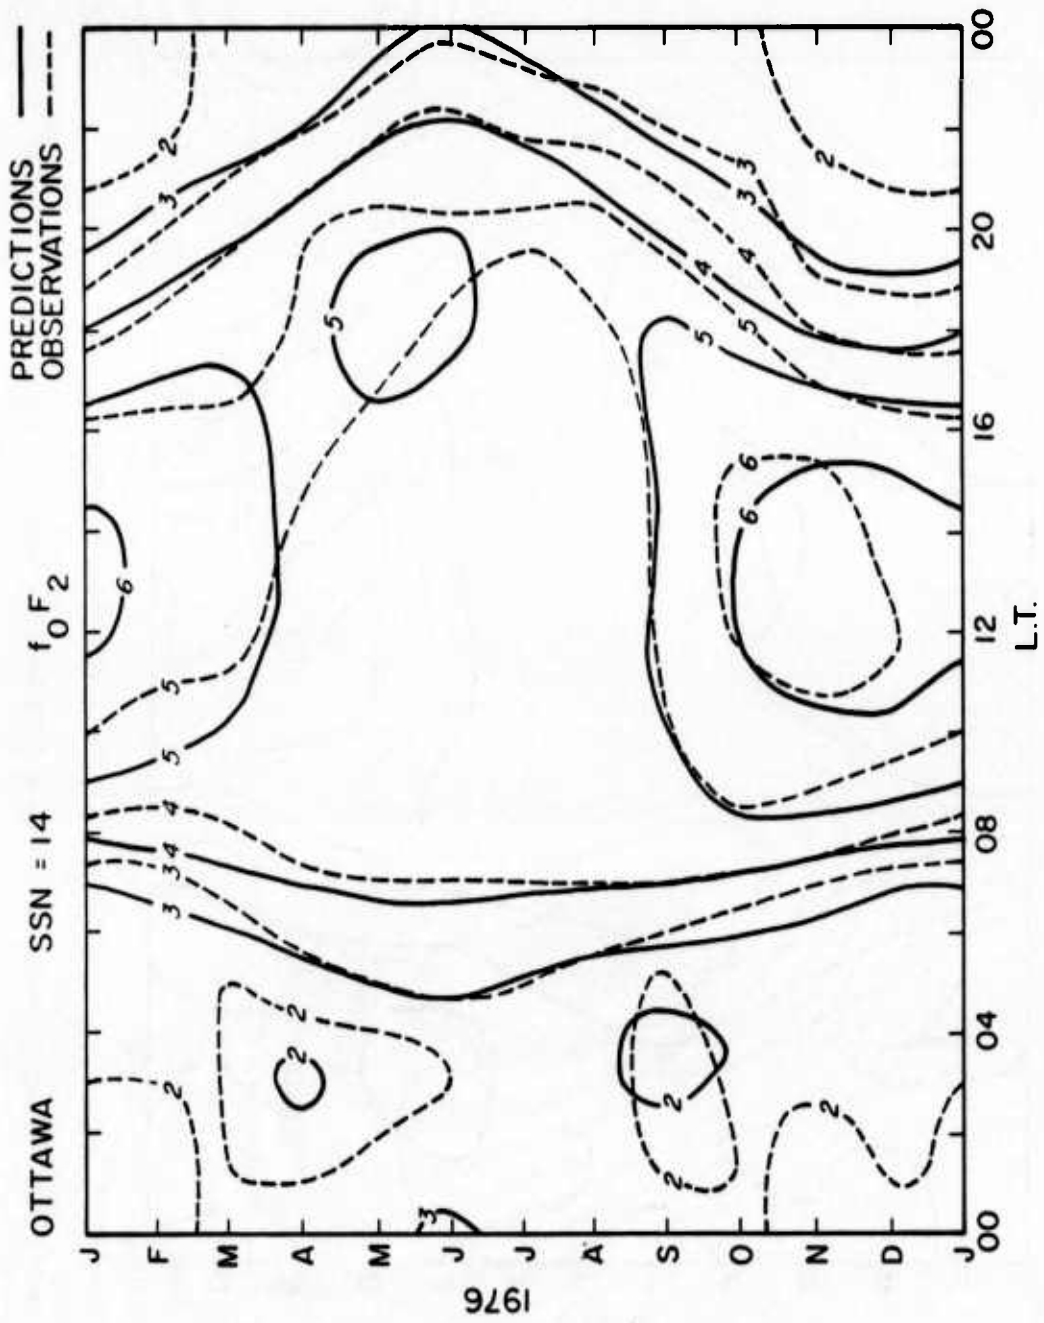 OTTAWA SSN = 14 f₀F₂ PREDICTIONS
OBSERVATIONS
J F M A M J J A S O N D J
1976
00 04 08 12 16 20 00
L.T.
2 3 3 4 4 5 5 6 5 2 3
2 2 3 5 2 2 2 2 6 6 5 5 4 4 3 3 2